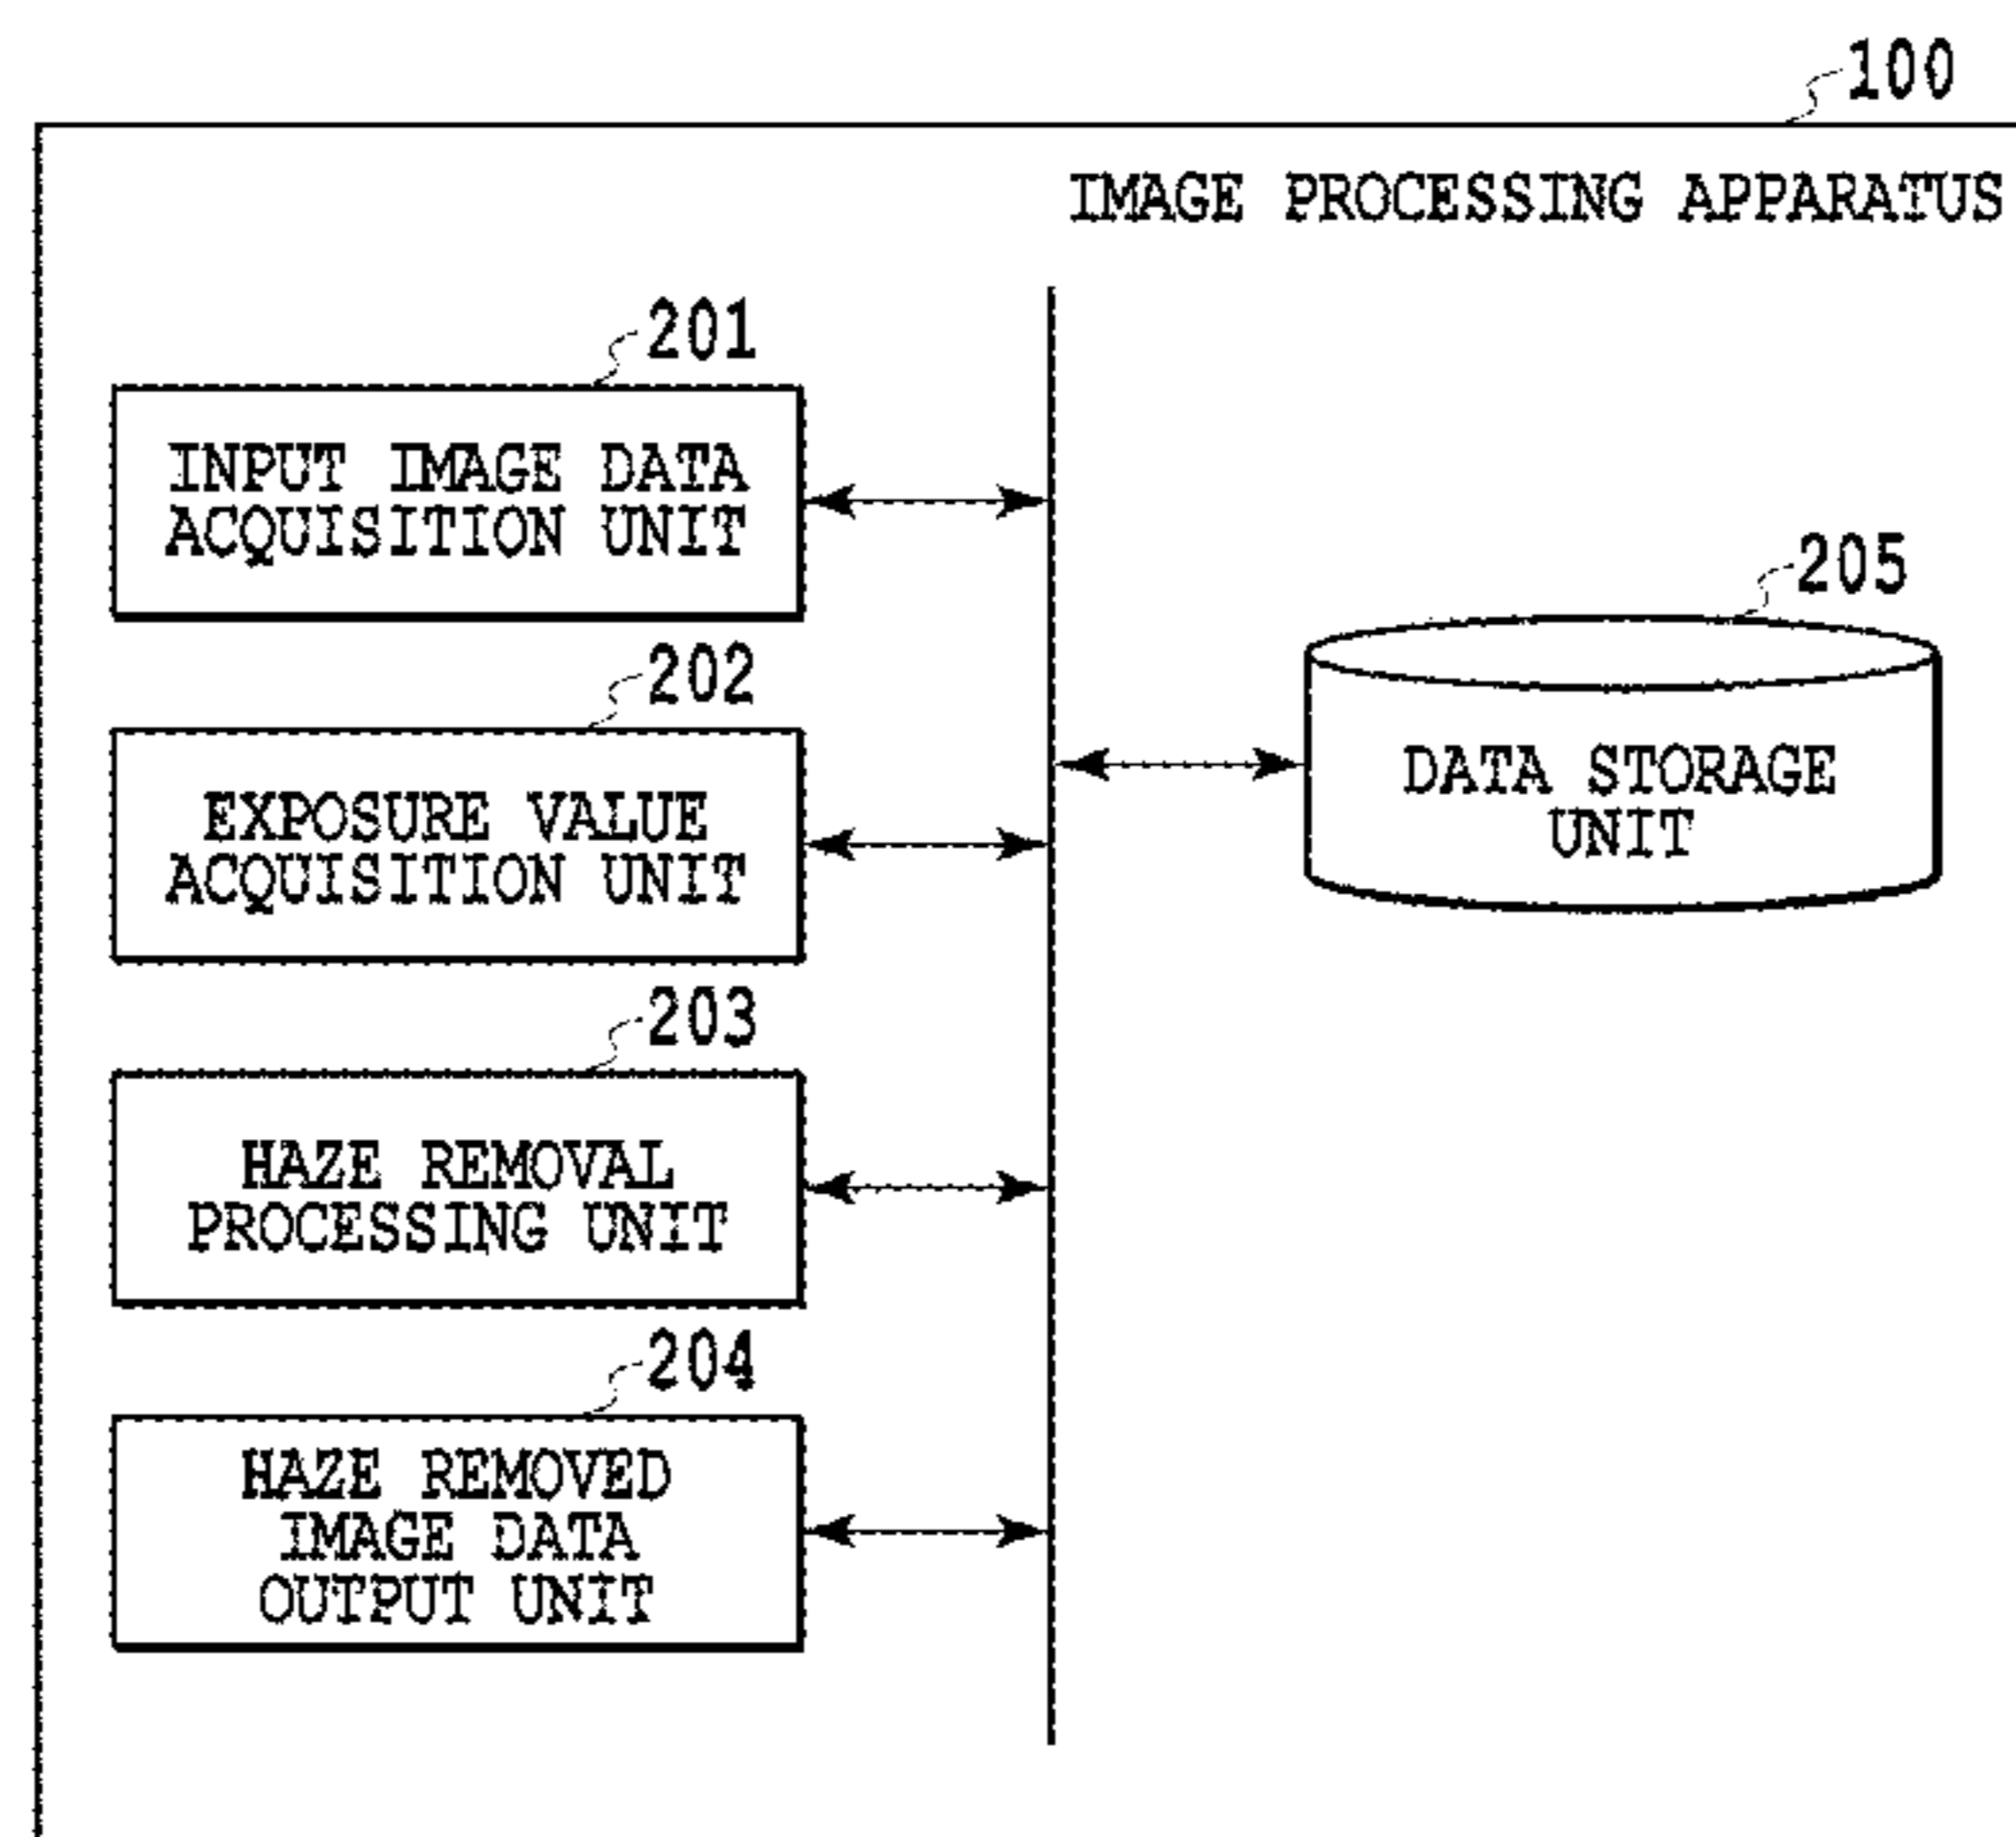 100
IMAGE PROCESSING APPARATUS
201
INPUT IMAGE DATA
ACQUISITION UNIT
202
EXPOSURE VALUE
ACQUISITION UNIT
203
HAZE REMOVAL
PROCESSING UNIT
204
HAZE REMOVED
IMAGE DATA
OUTPUT UNIT
205
DATA STORAGE
UNIT